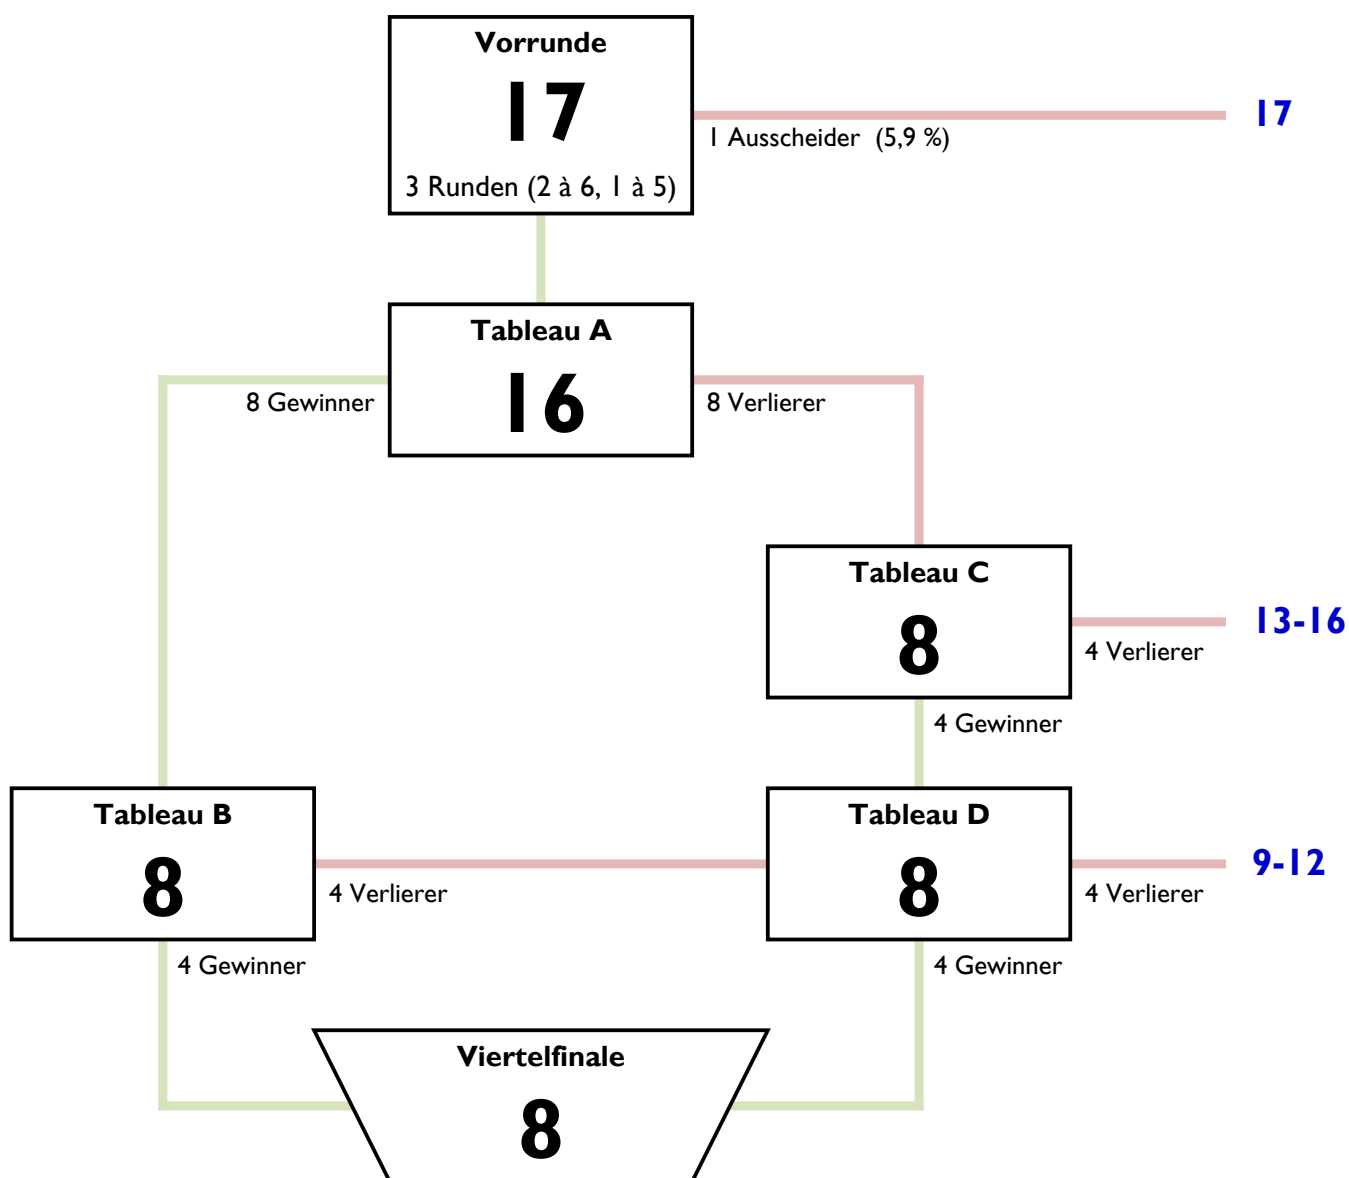 Vorrunde
17
3 Runden (2 à 6, 1 à 5)
1 Ausscheider (5,9 %)
17
Tableau A
16
8 Gewinner
8 Verlierer
Tableau C
8
4 Verlierer
13-16
4 Gewinner
Tableau B
8
4 Verlierer
4 Gewinner
Tableau D
8
4 Verlierer
9-12
4 Gewinner
Viertelfinale
8